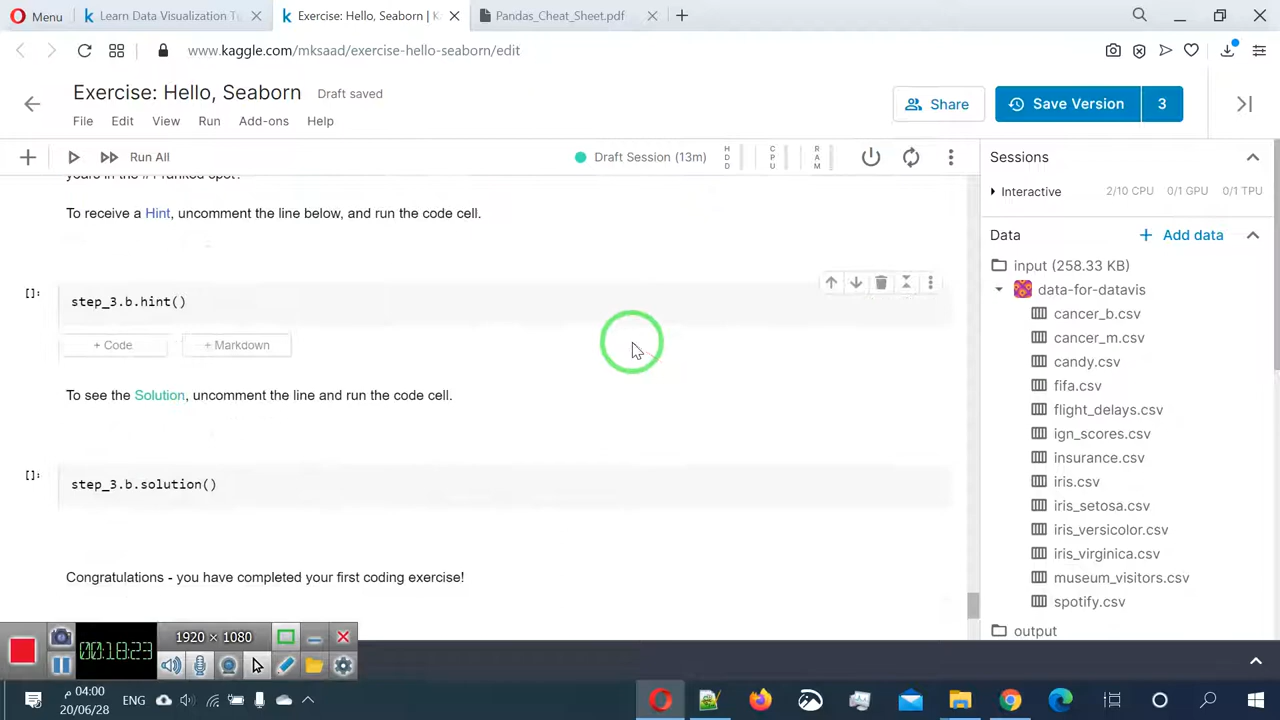 Menu
Learn Data Visualization T
Exercise: Hello, Seaborn | K
Pandas_Cheat_Sheet.pdf
www.kaggle.com/mksaad/exercise-hello-seaborn/edit
Exercise: Hello, Seaborn
Draft saved
Share
Save Version
3
File Edit View Run Add-ons Help
Run All
Draft Session (13m)
HDD
CPU
RAM
Sessions
Interactive
2/10 CPU 0/1 GPU 0/1 TPU
Data
+ Add data
To receive a Hint, uncomment the line below, and run the code cell.
[]:
step_3.b.hint()
+ Code
+ Markdown
To see the Solution, uncomment the line and run the code cell.
[]:
step_3.b.solution()
Congratulations - you have completed your first coding exercise!
input (258.33 KB)
data-for-datavis
cancer_b.csv
cancer_m.csv
candy.csv
fifa.csv
flight_delays.csv
ign_scores.csv
insurance.csv
iris.csv
iris_setosa.csv
iris_versicolor.csv
iris_virginica.csv
museum_visitors.csv
spotify.csv
output
00:18:23
1920 × 1080
04:00 م
20/06/28
ENG